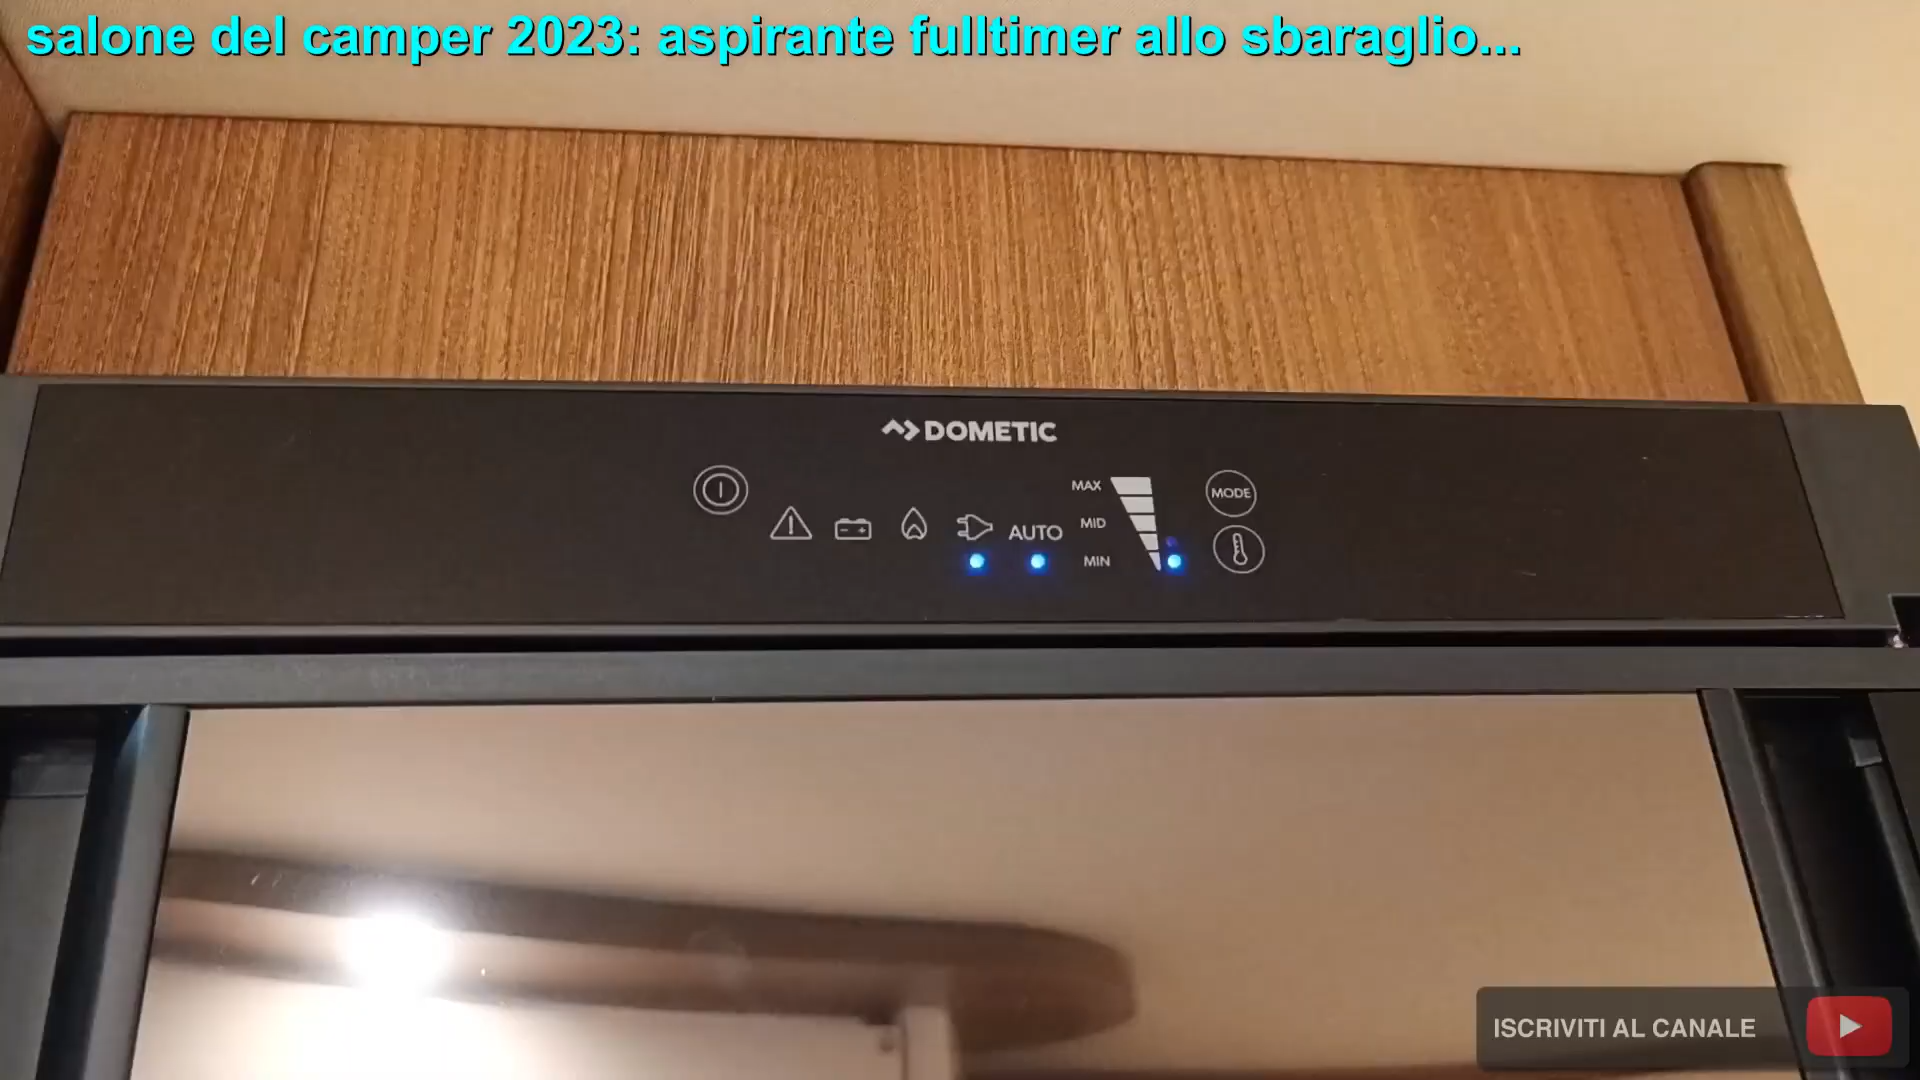 salone del camper 2023: aspirante fulltimer allo sbaraglio...
DOMETIC
MAX
MODE
MID
AUTO
MIN
ISCRIVITI AL CANALE